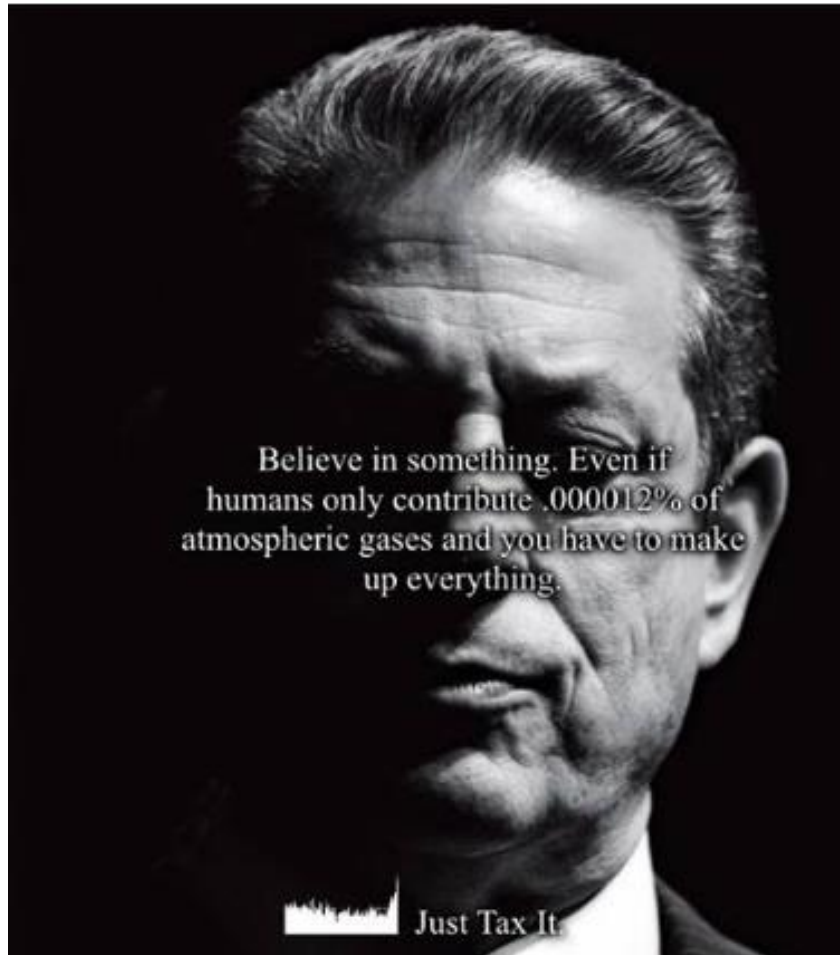 Believe in something. Even if
humans only contribute .000012% of
atmospheric gases and you have to make
up everything.
Just Tax It.